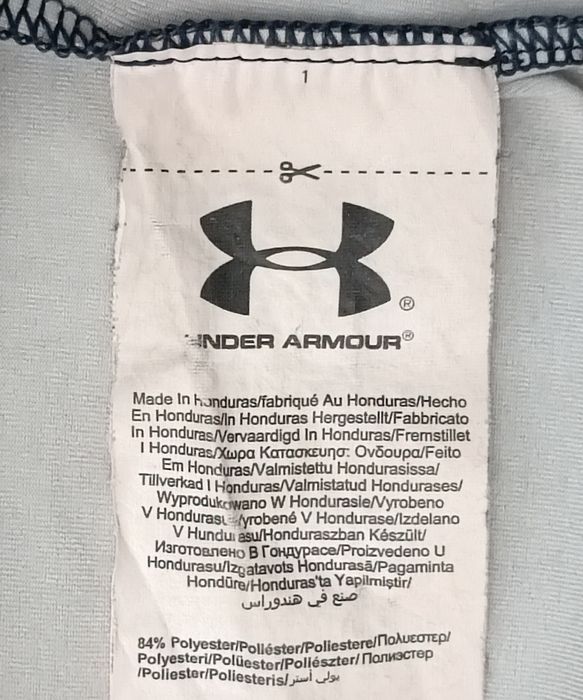 1
UNDER ARMOUR®
Made In Honduras/fabriqué Au Honduras/Hecho
En Honduras/In Honduras Hergestellt/Fabbricato
In Honduras/Vervaardigd In Honduras/Fremstillet
I Honduras/Χωρα Κατασκευησ: Ονδουρα/Feito
Em Honduras/Valmistettu Hondurasissa/
Tillverkad I Honduras/Valmistatud Hondurases/
Wyprodukowano W Hondurasie/Vyrobeno
V Hondurasu/Vyrobené V Hondurase/Izdelano
V Hundurasu/Honduraszban Készült/
Изготовлено В Гондурасе/Proizvedeno U
Hondurasu/Izgatavots Hondurasā/Pagaminta
Hondūre/Honduras'ta Yapilmiştir/
صنع في هندوراس
84% Polyester/Poliéster/Poliestere/Πολυεστερ/
Polyesteri/Polüester/Poliészter/Полиэстер
/Poliester/Poliesteris/بولي أستر